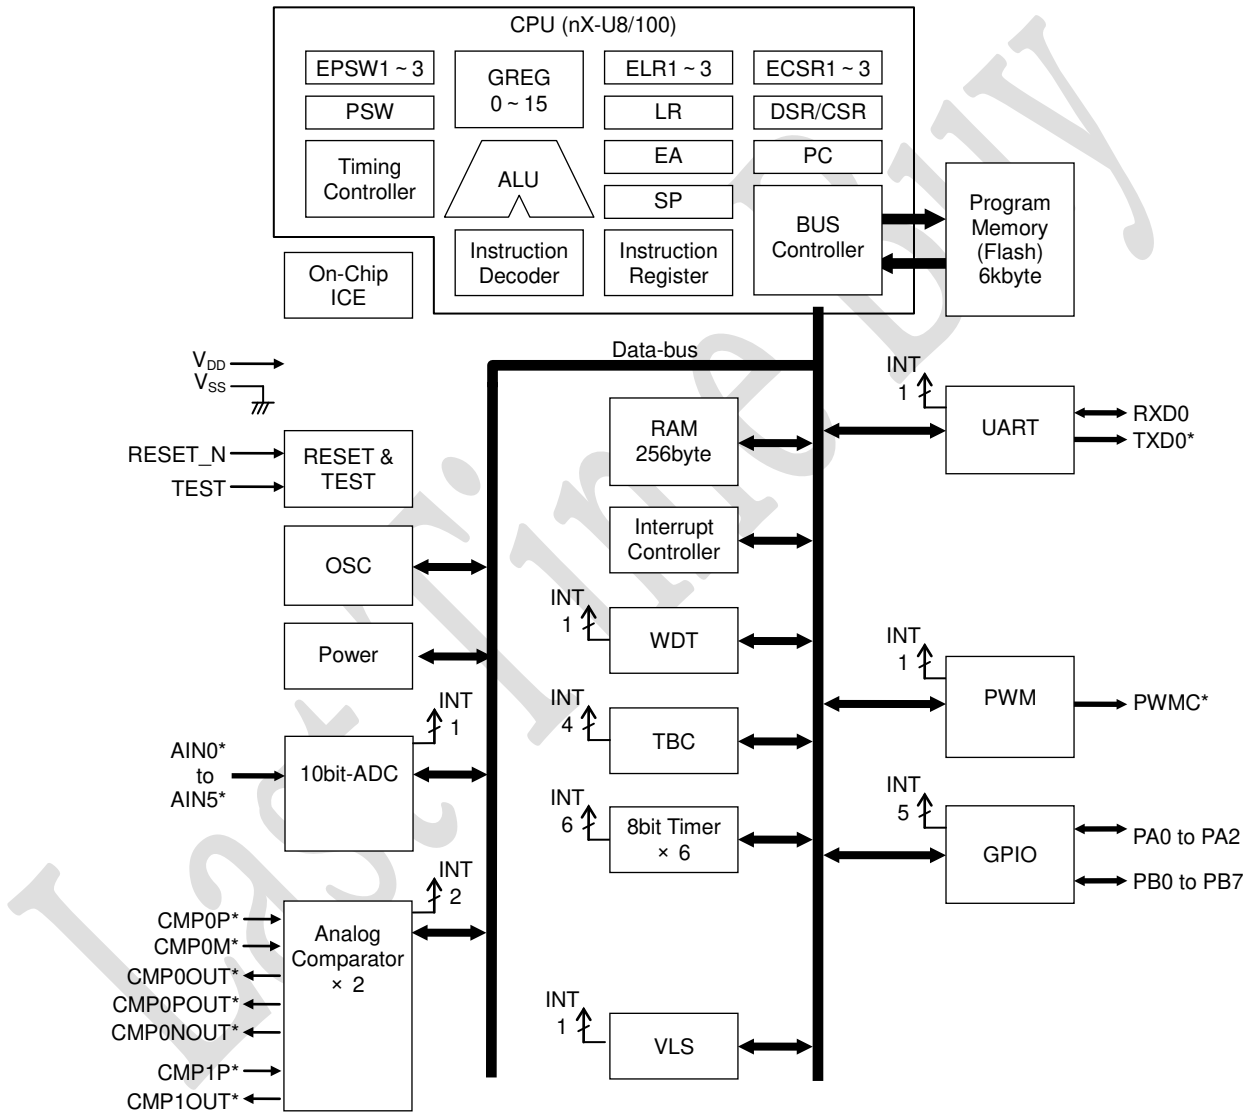 CPU (nX-U8/100)
EPSW1 ~ 3
GREG
0 ~ 15
ELR1 ~ 3
ECSR1 ~ 3
PSW
LR
DSR/CSR
Timing
Controller
ALU
EA
PC
SP
BUS
Controller
Program
Memory
(Flash)
6kbyte
Instruction
Decoder
Instruction
Register
On-Chip
ICE
Data-bus
VDD
VSS
RESET_N
TEST
RESET &
TEST
OSC
Power
INT
1
AIN0*
to
AIN5*
10bit-ADC
INT
2
CMP0P*
CMP0M*
CMP0OUT*
CMP0POUT*
CMP0NOUT*
CMP1P*
CMP1OUT*
Analog
Comparator
× 2
RAM
256byte
Interrupt
Controller
INT
1
WDT
INT
4
TBC
INT
6
8bit Timer
× 6
INT
1
VLS
INT
1
UART
RXD0
TXD0*
INT
1
PWM
PWMC*
INT
5
GPIO
PA0 to PA2
PB0 to PB7
Last Time Buy